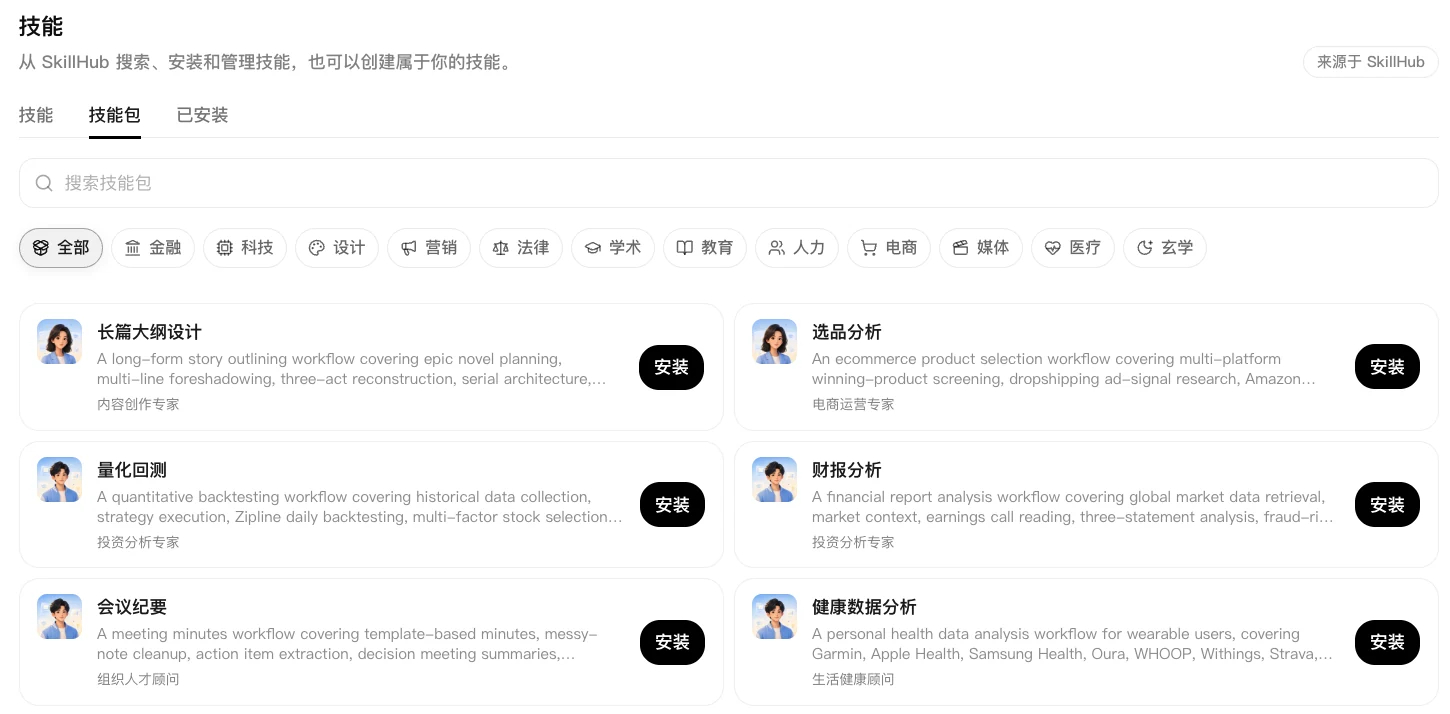 技能
从 SkillHub 搜索、安装和管理技能，也可以创建属于你的技能。
来源于 SkillHub
技能
技能包
已安装
搜索技能包
全部
金融
科技
设计
营销
法律
学术
教育
人力
电商
媒体
医疗
玄学
长篇大纲设计
A long-form story outlining workflow covering epic novel planning,
multi-line foreshadowing, three-act reconstruction, serial architecture,...
内容创作专家
安装
选品分析
An ecommerce product selection workflow covering multi-platform
winning-product screening, dropshipping ad-signal research, Amazon...
电商运营专家
安装
量化回测
A quantitative backtesting workflow covering historical data collection,
strategy execution, Zipline daily backtesting, multi-factor stock selection...
投资分析专家
安装
财报分析
A financial report analysis workflow covering global market data retrieval,
market context, earnings call reading, three-statement analysis, fraud-ri...
投资分析专家
安装
会议纪要
A meeting minutes workflow covering template-based minutes, messy-
note cleanup, action item extraction, decision meeting summaries,...
组织人才顾问
安装
健康数据分析
A personal health data analysis workflow for wearable users, covering
Garmin, Apple Health, Samsung Health, Oura, WHOOP, Withings, Strava,...
生活健康顾问
安装